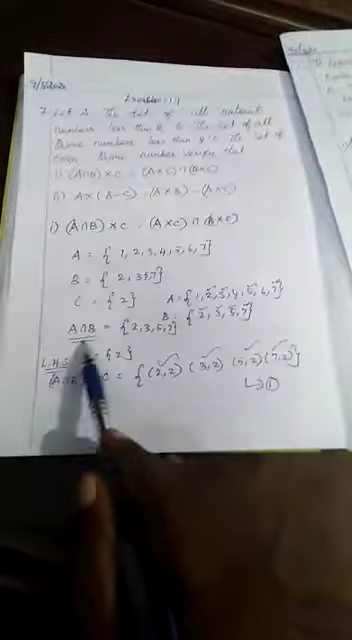 Exercise 1.1
7. Let A The set of all natural
numbers less than 8 B The set of all
Prime numbers less than 8 C The set of
even prime number verify that
i) (A∩B)×C = (A×C)∩(B×C)
ii) A×(B-C) = (A×B)-(A×C)
i) (A∩B)×C = (A×C)∩(B×C)
A = {1,2,3,4,5,6,7}
B = {2,3,5,7}
C = {2} A={1,2,3,4,5,6,7}
B= {2,3,5,7}
A∩B = {2,3,5,7}
L.H.S {2}
= {(2,2) (3,2) (5,2) (7,2)}
↳①